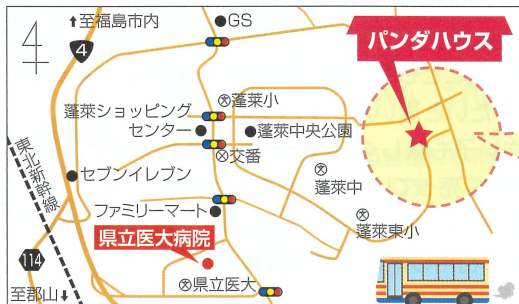 ↑至福島市内
GS
4
パンダハウス
蓬莱小
蓬莱ショッピング
センター
蓬莱中央公園
交番
東北新幹線
セブンイレブン
蓬莱中
ファミリーマート
蓬莱東小
県立医大病院
114
県立医大
至郡山↓